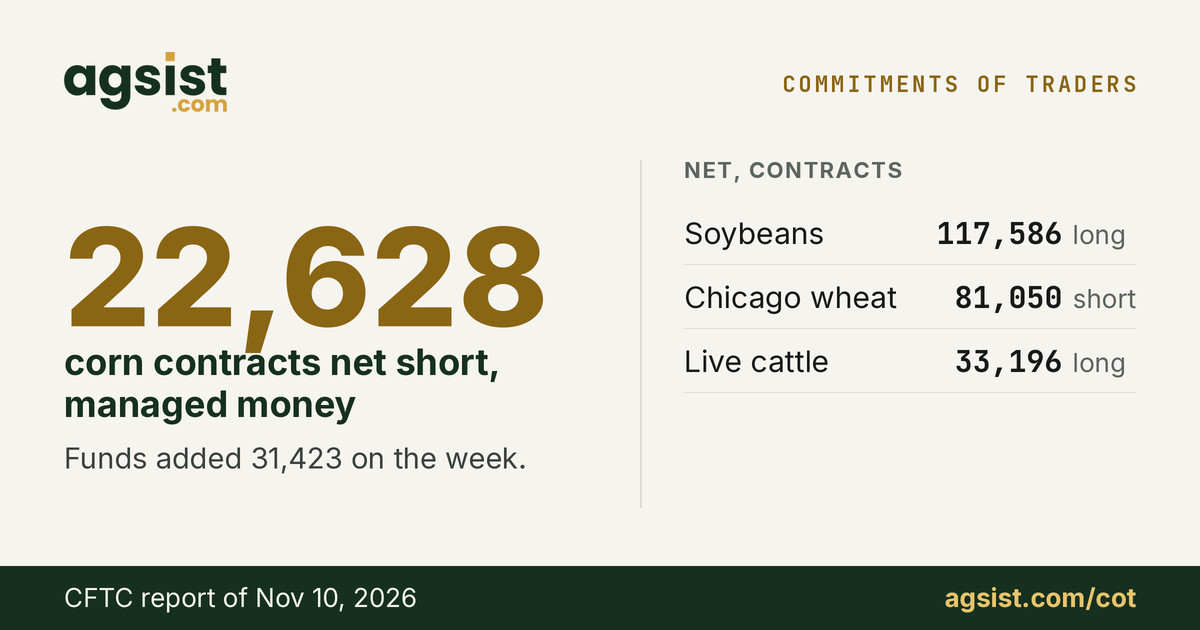 agsist
.com
COMMITMENTS OF TRADERS
22,628
corn contracts net short,
managed money
Funds added 31,423 on the week.
NET, CONTRACTS
Soybeans 117,586 long
Chicago wheat 81,050 short
Live cattle 33,196 long
CFTC report of Nov 10, 2026
agsist.com/cot